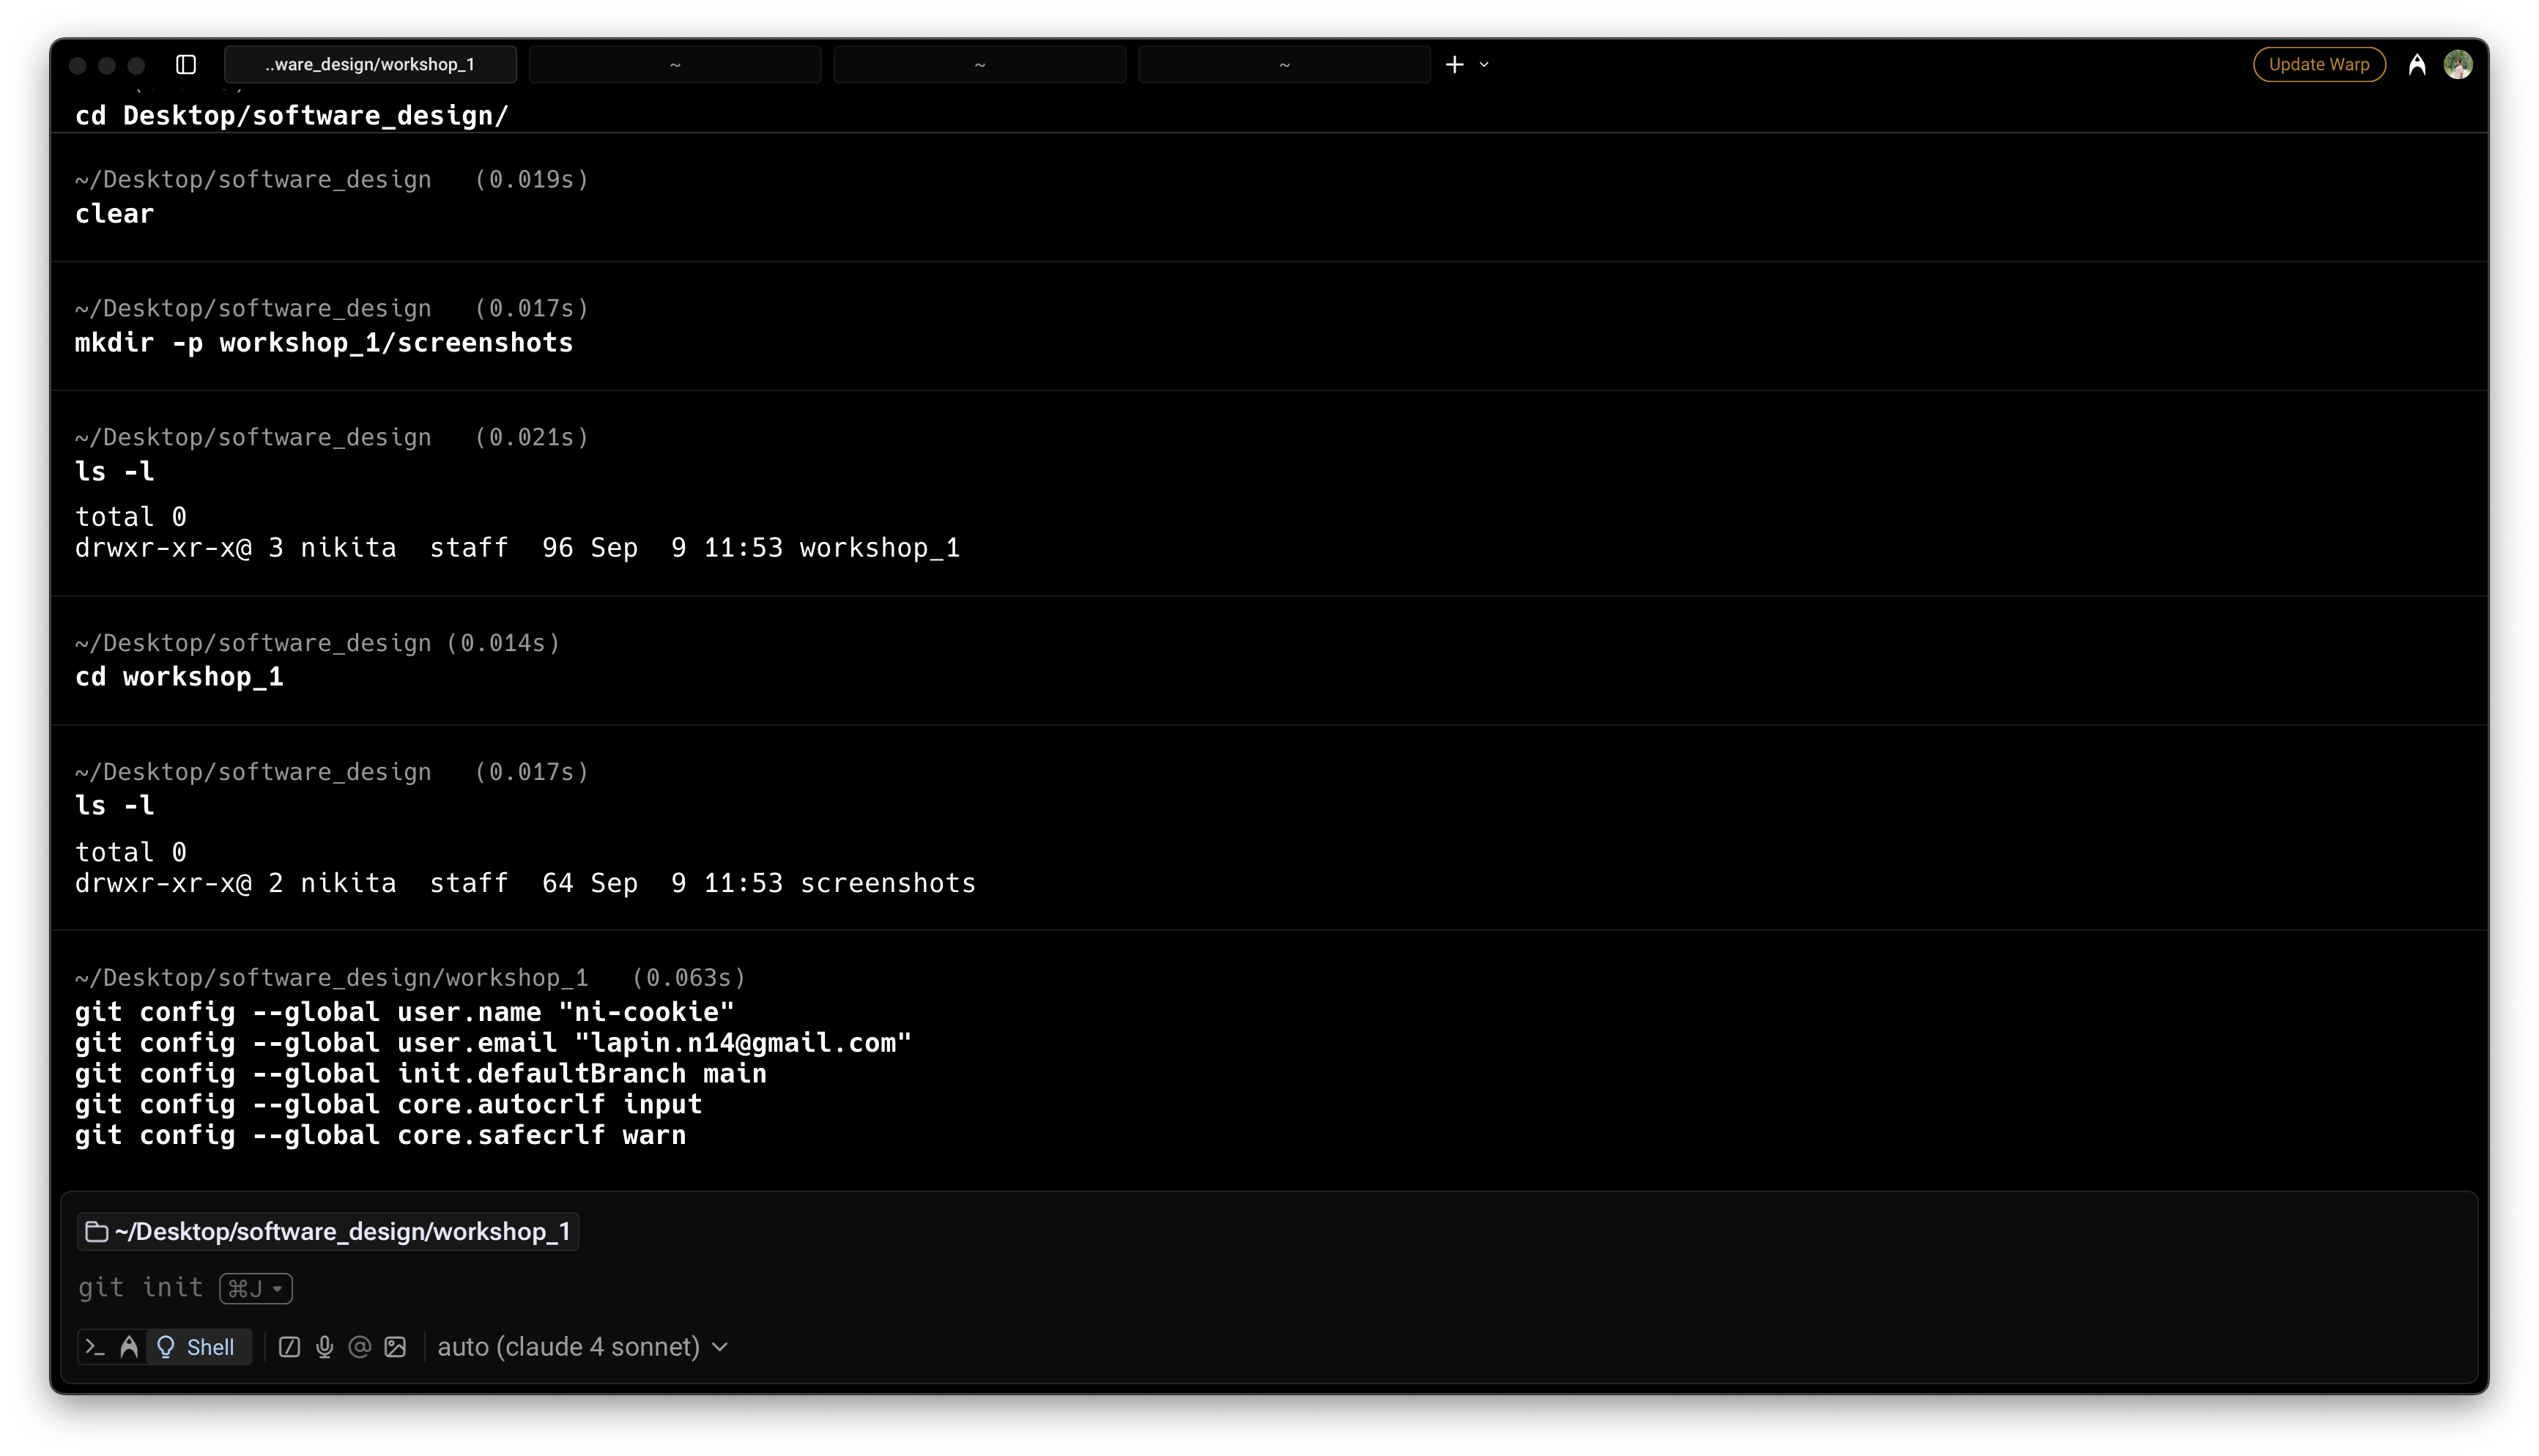 ..ware_design/workshop_1
~
~
~
Update Warp
cd Desktop/software_design/
~/Desktop/software_design (0.019s)
clear
~/Desktop/software_design (0.017s)
mkdir -p workshop_1/screenshots
~/Desktop/software_design (0.021s)
ls -l
total 0
drwxr-xr-x@ 3 nikita  staff  96 Sep  9 11:53 workshop_1
~/Desktop/software_design (0.014s)
cd workshop_1
~/Desktop/software_design (0.017s)
ls -l
total 0
drwxr-xr-x@ 2 nikita  staff  64 Sep  9 11:53 screenshots
~/Desktop/software_design/workshop_1 (0.063s)
git config --global user.name "ni-cookie"
git config --global user.email "lapin.n14@gmail.com"
git config --global init.defaultBranch main
git config --global core.autocrlf input
git config --global core.safecrlf warn
~/Desktop/software_design/workshop_1
git init ⌘J
Shell
auto (claude 4 sonnet)